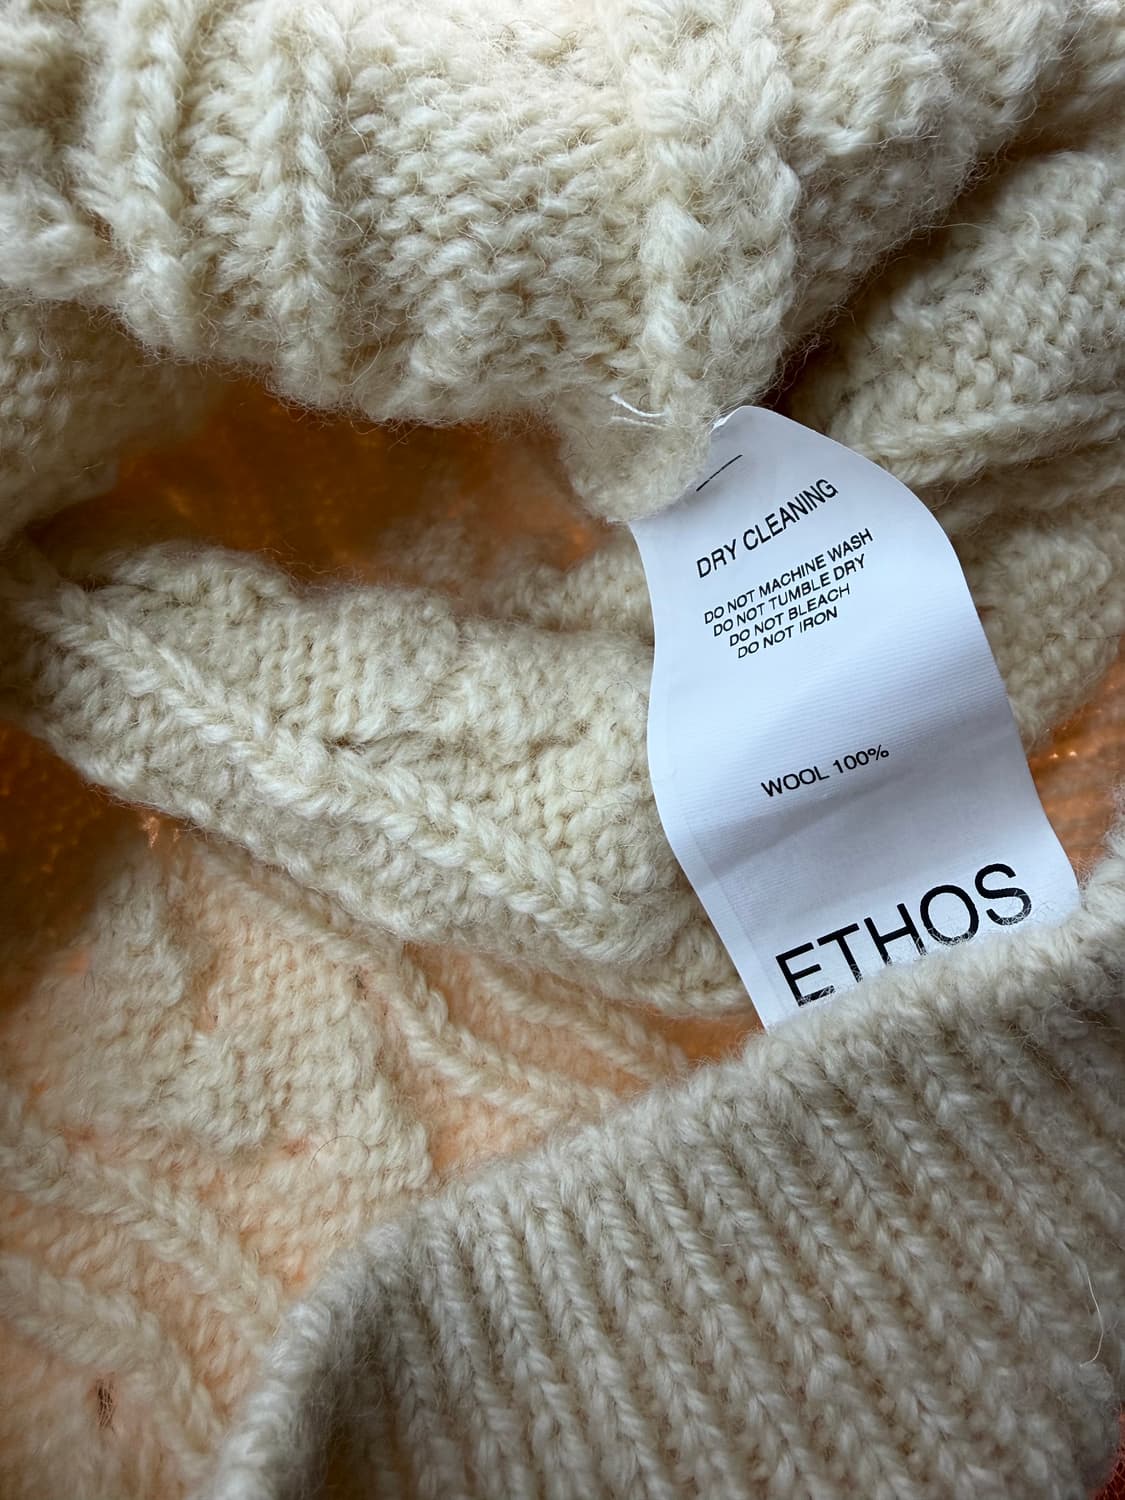 DRY CLEANING
DO NOT MACHINE WASH
DO NOT TUMBLE DRY
DO NOT BLEACH
DO NOT IRON
WOOL 100%
ETHOS